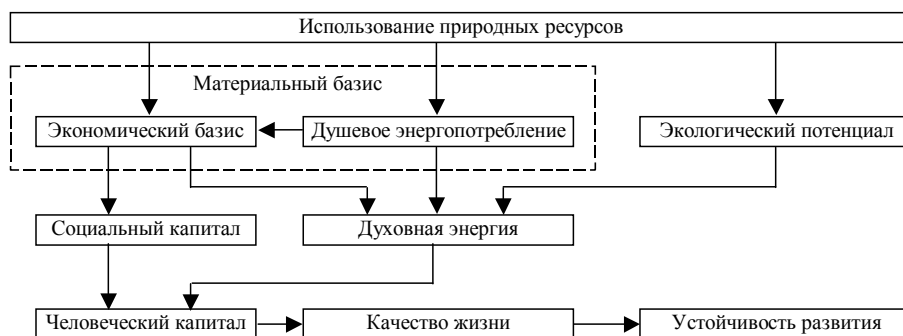 Использование природных ресурсов
Материальный базис
Экономический базис
Душевое энергопотребление
Экологический потенциал
Социальный капитал
Духовная энергия
Человеческий капитал
Качество жизни
Устойчивость развития